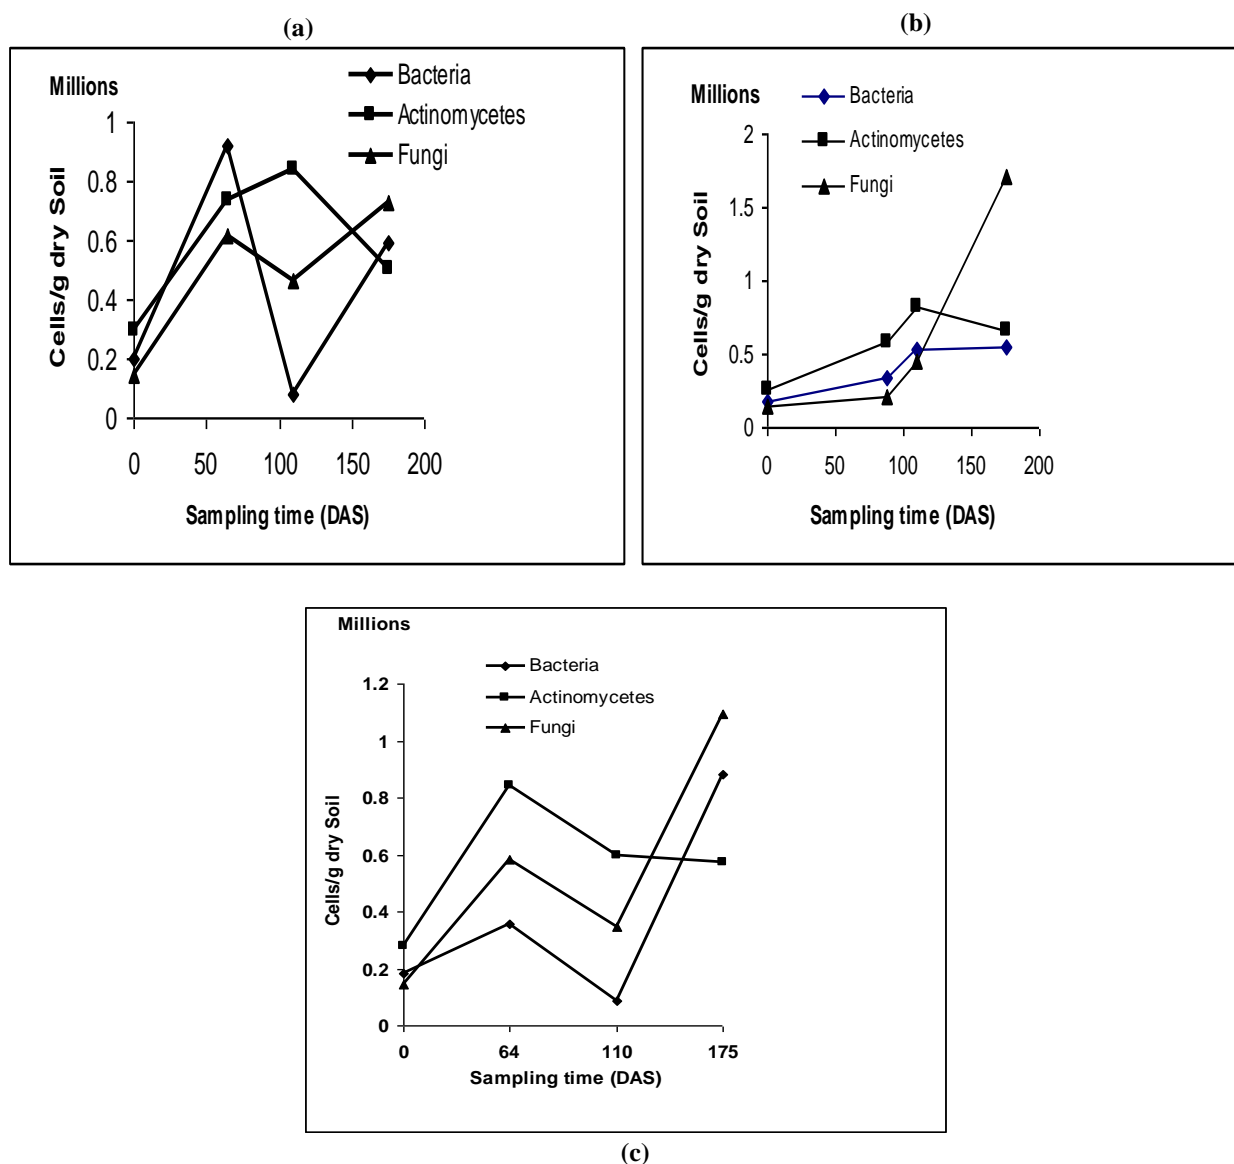 (a)
Millions
Bacteria
Actinomycetes
Fungi
Cells/g dry Soil
1
0.8
0.6
0.4
0.2
0
0 50 100 150 200
Sampling time (DAS)
(b)
Millions
Bacteria
Actinomycetes
Fungi
Cells/g dry Soil
2
1.5
1
0.5
0
0 50 100 150 200
Sampling time (DAS)
Millions
Bacteria
Actinomycetes
Fungi
Cells/g dry Soil
1.2
1
0.8
0.6
0.4
0.2
0
0 64 110 175
Sampling time (DAS)
(c)